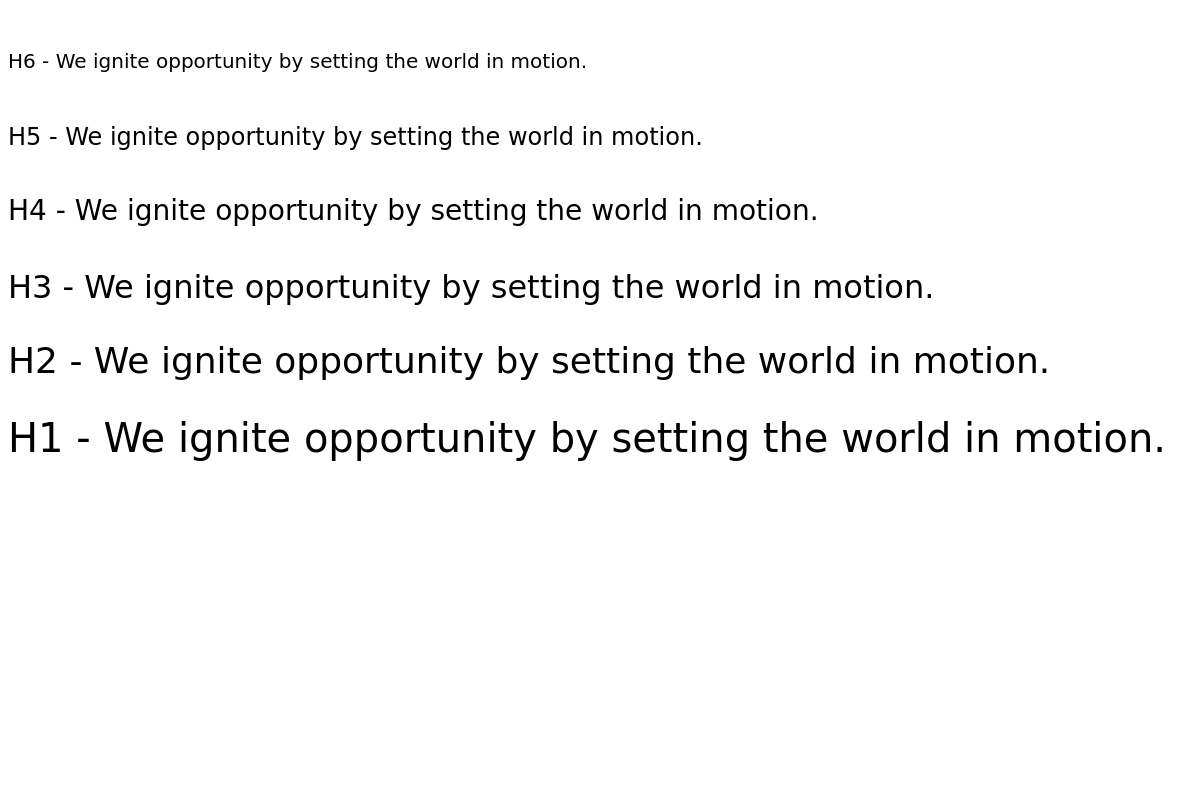 H6 - We ignite opportunity by setting the world in motion.
H5 - We ignite opportunity by setting the world in motion.
H4 - We ignite opportunity by setting the world in motion.
H3 - We ignite opportunity by setting the world in motion.
H2 - We ignite opportunity by setting the world in motion.
H1 - We ignite opportunity by setting the world in motion.